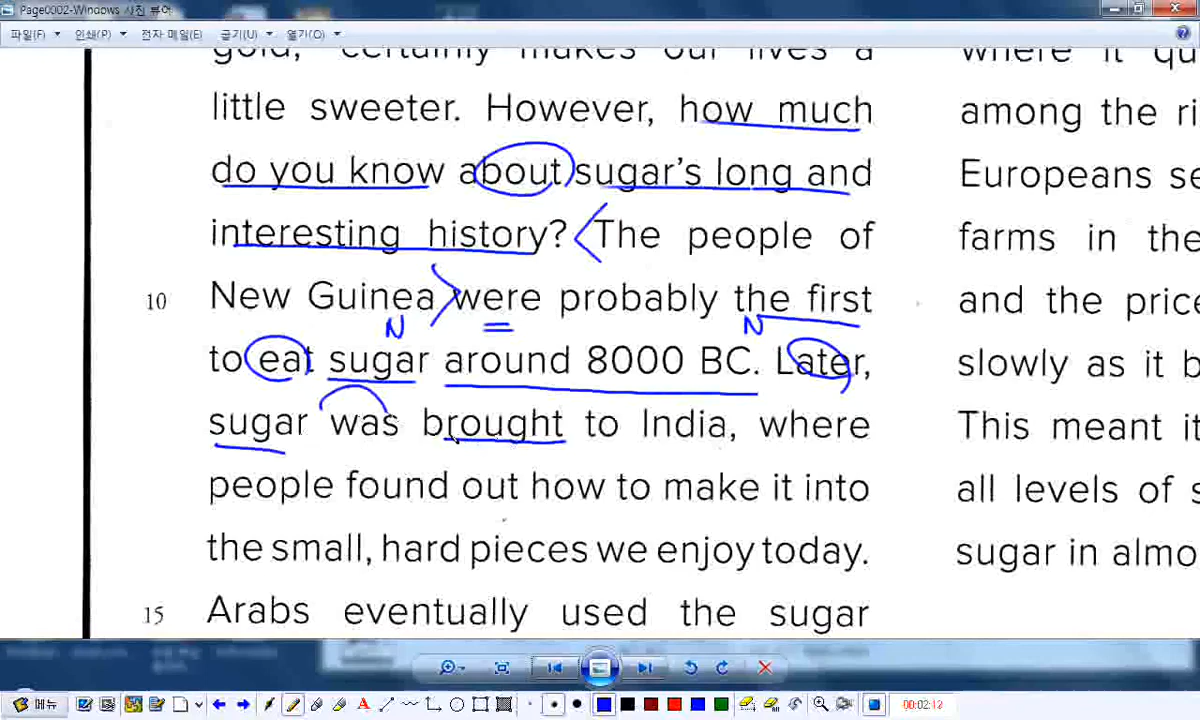 Page0002-Windows 사진 뷰어
파일(F) 인쇄(P) 전자 메일(E) 굽기(U) 열기(O)
gold," certainly makes our lives a
little sweeter. However, how much
do you know about sugar's long and
interesting history? The people of
10 New Guinea were probably the first
N N
to eat sugar around 8000 BC. Later,
sugar was brought to India, where
people found out how to make it into
the small, hard pieces we enjoy today.
15 Arabs eventually used the sugar
where it qu
among the ri
Europeans se
farms in the
and the price
slowly as it b
This meant it
all levels of s
sugar in almo
메뉴 A 00:02:12